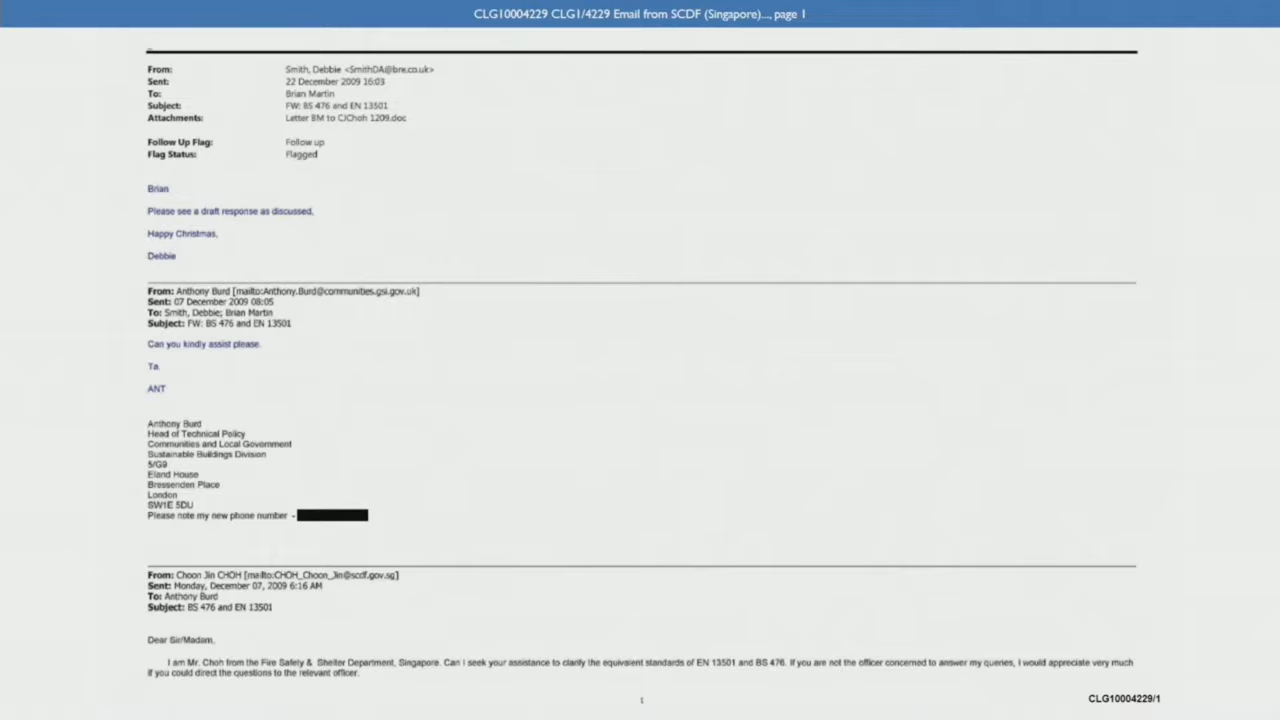 CLG10004229 CLG1/4229 Email from SCDF (Singapore)..., page 1
From: Smith, Debbie <SmithDA@bre.co.uk>
Sent: 22 December 2009 16:03
To: Brian Martin
Subject: FW: BS 476 and EN 13501
Attachments: Letter BM to CJChoh 1209.doc
Follow Up Flag: Follow up
Flag Status: Flagged
Brian
Please see a draft response as discussed,
Happy Christmas,
Debbie
From: Anthony Burd [mailto:Anthony.Burd@communities.gsi.gov.uk]
Sent: 07 December 2009 08:05
To: Smith, Debbie; Brian Martin
Subject: FW: BS 476 and EN 13501
Can you kindly assist please.
Ta.
ANT
Anthony Burd
Head of Technical Policy
Communities and Local Government
Sustainable Buildings Division
5/G9
Eland House
Bressenden Place
London
SW1E 5DU
Please note my new phone number -
From: Choon Jin CHOH [mailto:CHOH_Choon_Jin@scdf.gov.sg]
Sent: Monday, December 07, 2009 6:16 AM
To: Anthony Burd
Subject: BS 476 and EN 13501
Dear Sir/Madam,
I am Mr. Choh from the Fire Safety & Shelter Department, Singapore. Can I seek your assistance to clarify the equivalent standards of EN 13501 and BS 476. If you are not the officer concerned to answer my queries, I would appreciate very much
if you could direct the questions to the relevant officer.
1
CLG10004229/1